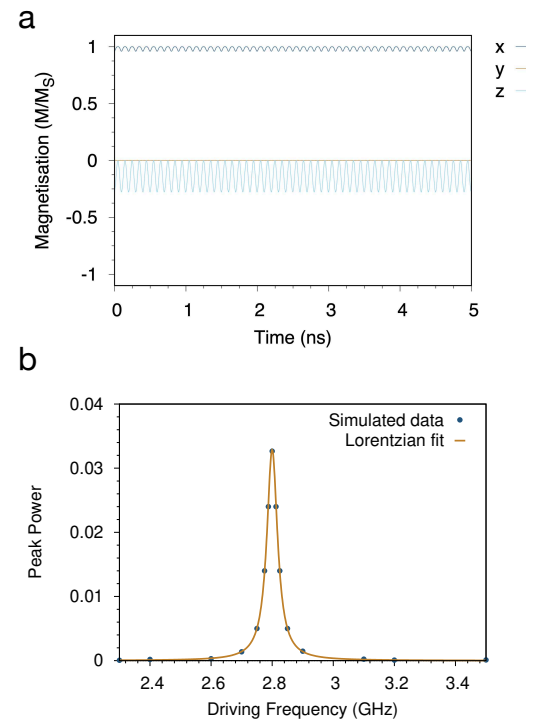 a
Magnetisation (M/MS)
1
0.5
0
-0.5
-1
0 1 2 3 4 5
Time (ns)
x
y
z
b
Peak Power
0.04
0.03
0.02
0.01
0
2.4 2.6 2.8 3 3.2 3.4
Driving Frequency (GHz)
Simulated data
Lorentzian fit